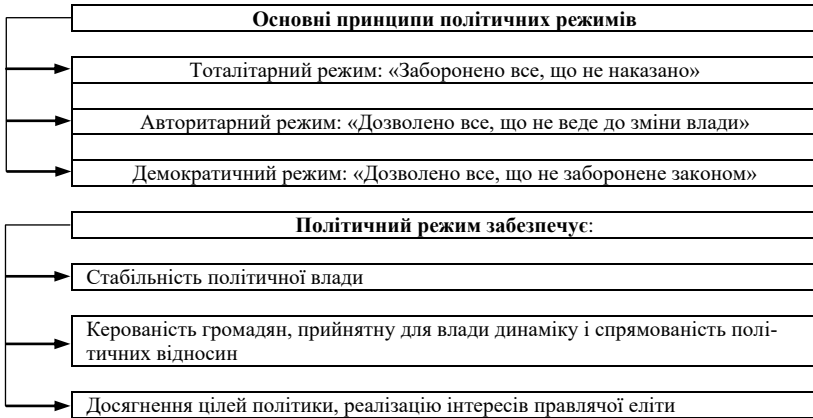 Основні принципи політичних режимів
Тоталітарний режим: «Заборонено все, що не наказано»
Авторитарний режим: «Дозволено все, що не веде до зміни влади»
Демократичний режим: «Дозволено все, що не заборонене законом»
Політичний режим забезпечує:
Стабільність політичної влади
Керованість громадян, прийнятну для влади динаміку і спрямованість полі-
тичних відносин
Досягнення цілей політики, реалізацію інтересів правлячої еліти